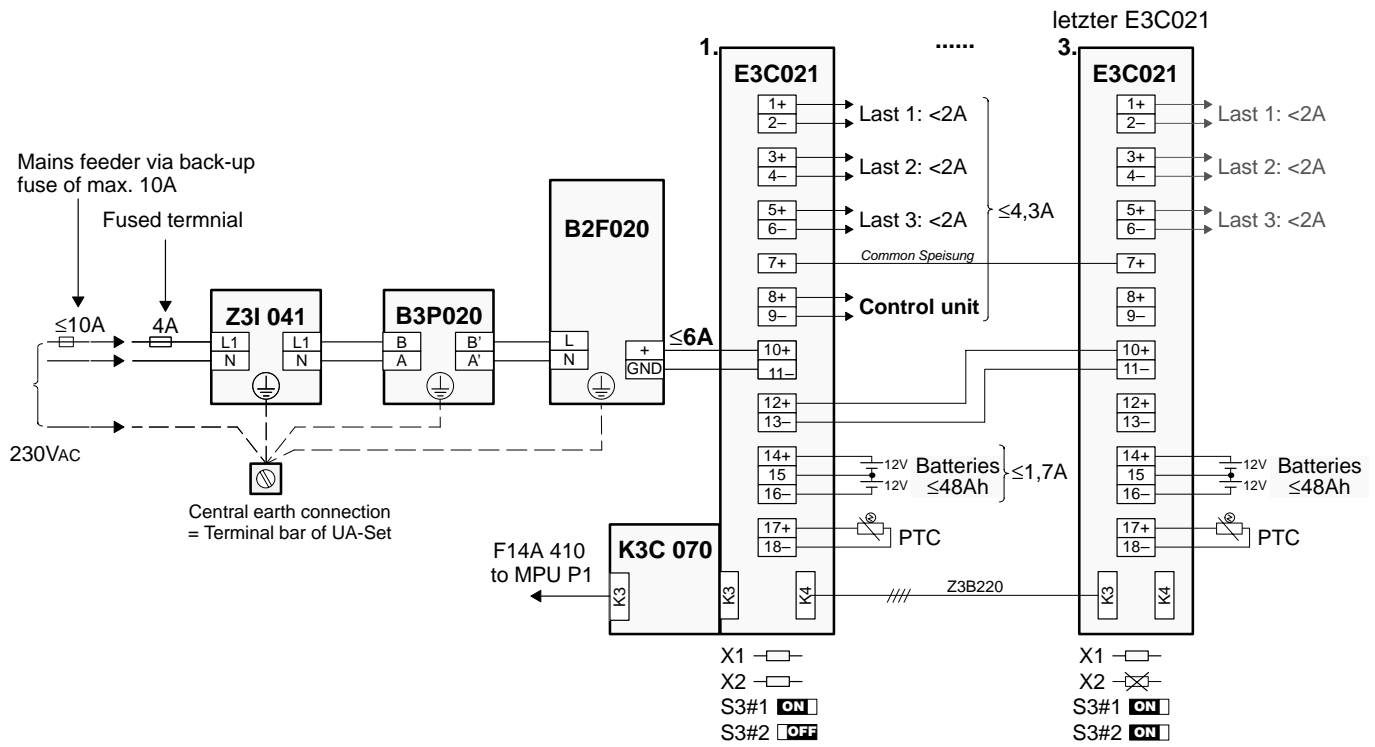 letzter E3C021
1.
......
3.
E3C021
E3C021
1+
2–
Last 1: <2A
3+
4–
Last 2: <2A
5+
6–
Last 3: <2A
≤4,3A
7+
Common Speisung
8+
9–
Control unit
1+
2–
Last 1: <2A
3+
4–
Last 2: <2A
5+
6–
Last 3: <2A
7+
8+
9–
Mains feeder via back-up
fuse of max. 10A
Fused termnial
≤10A
4A
230VAC
Z3I 041
L1
N
L1
N
B3P020
B
A
B'
A'
B2F020
L
N
+
GND
≤6A
10+
11–
12+
13–
10+
11–
12+
13–
14+
15
16–
12V
12V
Batteries
≤48Ah
≤1,7A
14+
15
16–
12V
12V
Batteries
≤48Ah
17+
18–
PTC
17+
18–
PTC
Central earth connection
= Terminal bar of UA-Set
F14A 410
to MPU P1
K3C 070
K3
K3
K4
Z3B220
K3
K4
X1
X2
S3#1 ON
S3#2 OFF
X1
X2
S3#1 ON
S3#2 ON